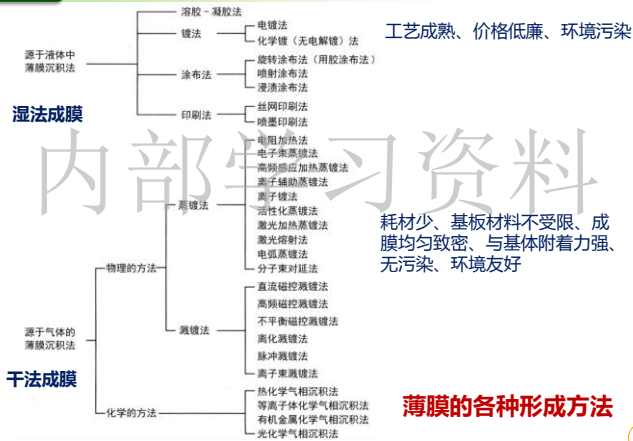 溶胶－凝胶法
镀法
电镀法
化学镀（无电解镀）法
工艺成熟、价格低廉、环境污染
源于液体中
薄膜沉积法
涂布法
旋转涂布法（用胶涂布法）
喷射涂布法
浸渍涂布法
湿法成膜
印刷法
丝网印刷法
喷墨印刷法
内部学习资料
蒸镀法
电阻加热法
电子束蒸镀法
高频感应加热蒸镀法
离子辅助蒸镀法
离子镀法
活性化蒸镀法
激光加热蒸镀法
激光熔射法
电弧蒸镀法
分子束对延法
耗材少、基板材料不受限、成
膜均匀致密、与基体附着力强、
无污染、环境友好
物理的方法
溅镀法
直流磁控溅镀法
高频磁控溅镀法
不平衡磁控溅镀法
离化溅镀法
脉冲溅镀法
离子束溅镀法
源于气体的
薄膜沉积法
干法成膜
化学的方法
热化学气相沉积法
等离子体化学气相沉积法
有机金属化学气相沉积法
光化学气相沉积法
薄膜的各种形成方法